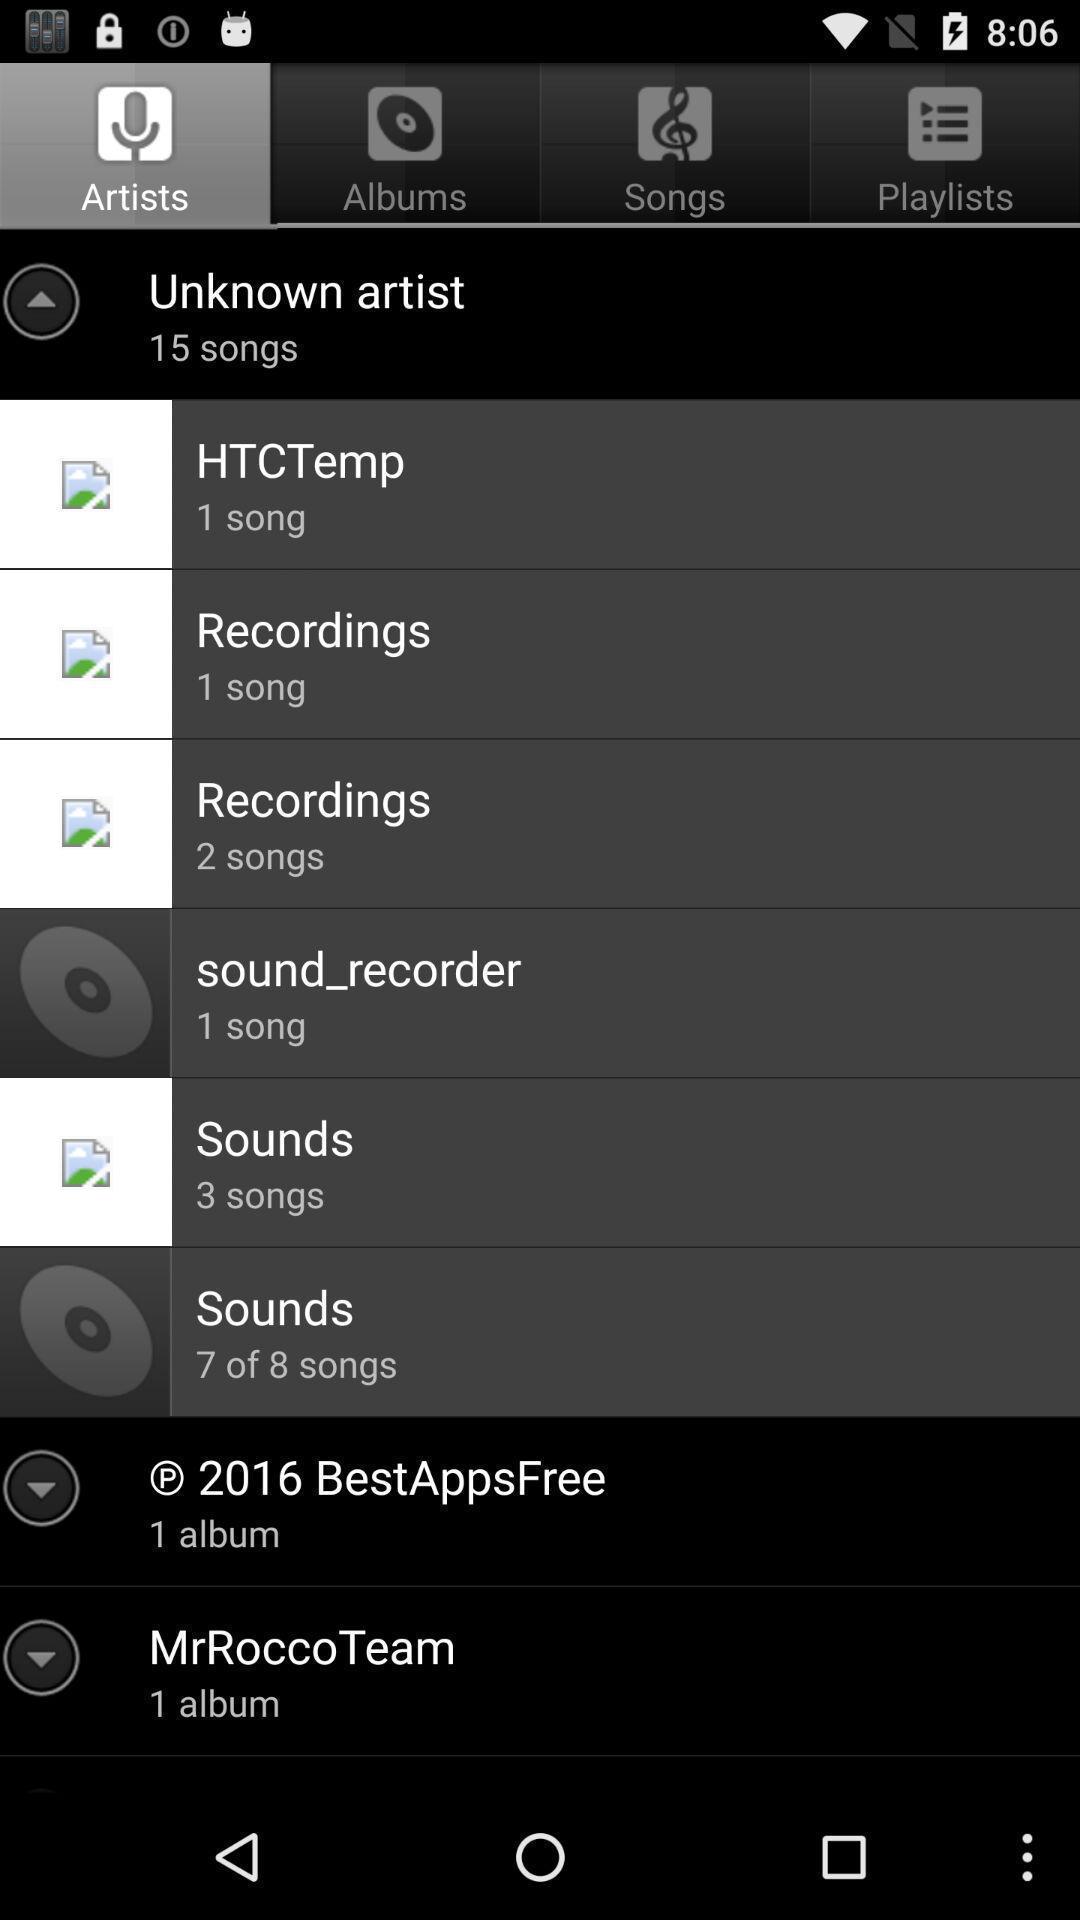 8:06
Artists
Albums
Songs
Playlists
Unknown artist
15 songs
HTCTemp
1 song
Recordings
1 song
Recordings
2 songs
sound_recorder
1 song
Sounds
3 songs
Sounds
7 of 8 songs
℗ 2016 BestAppsFree
1 album
MrRoccoTeam
1 album